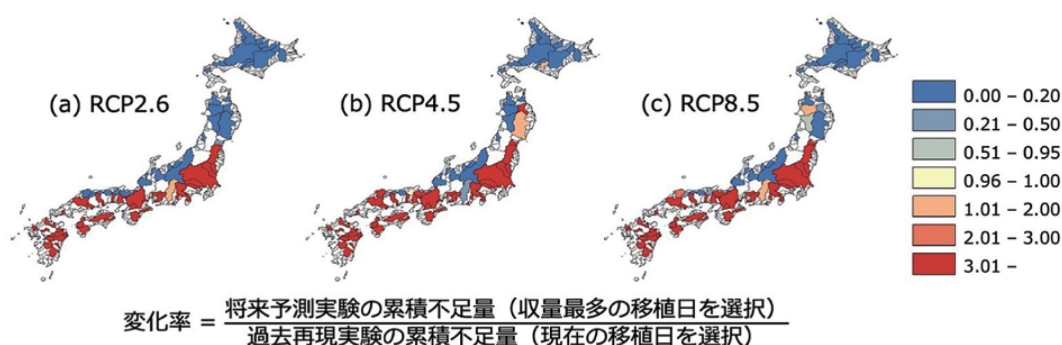 (a) RCP2.6
(b) RCP4.5
(c) RCP8.5
0.00 – 0.20
0.21 – 0.50
0.51 – 0.95
0.96 – 1.00
1.01 – 2.00
2.01 – 3.00
3.01 –
変化率 = 将来予測実験の累積不足量（収量最多の移植日を選択）
過去再現実験の累積不足量（現在の移植日を選択）